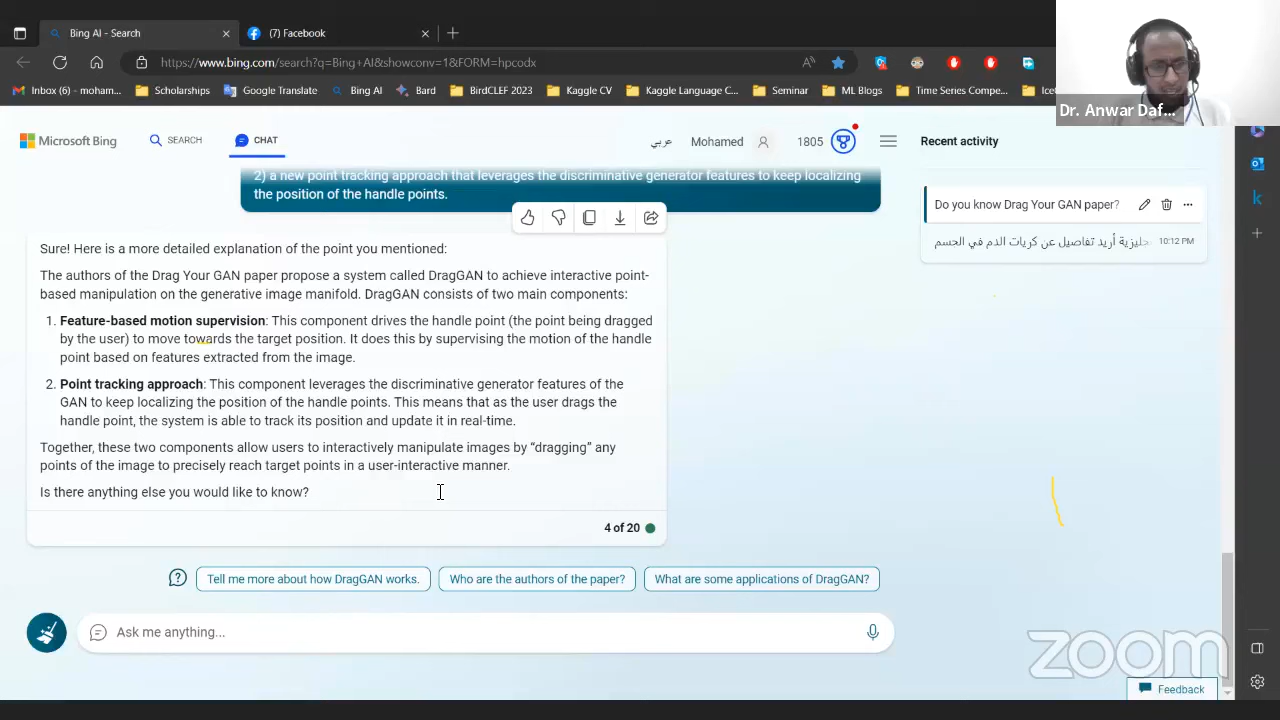 Bing AI - Search
(7) Facebook
https://www.bing.com/search?q=Bing+AI&showconv=1&FORM=hpcodx
Inbox (6) - moham...
Scholarships
Google Translate
Bing AI
Bard
BirdCLEF 2023
Kaggle CV
Kaggle Language C...
Seminar
ML Blogs
Time Series Compe...
Dr. Anwar Daf...
Microsoft Bing
SEARCH
CHAT
عربي
Mohamed
1805
Recent activity
2) a new point tracking approach that leverages the discriminative generator features to keep localizing
the position of the handle points.
Do you know Drag Your GAN paper?
جليزية أريد تفاصيل عن كريات الدم في الجسم
10:12 PM
Sure! Here is a more detailed explanation of the point you mentioned:
The authors of the Drag Your GAN paper propose a system called DragGAN to achieve interactive point-
based manipulation on the generative image manifold. DragGAN consists of two main components:
1. Feature-based motion supervision: This component drives the handle point (the point being dragged
by the user) to move towards the target position. It does this by supervising the motion of the handle
point based on features extracted from the image.
2. Point tracking approach: This component leverages the discriminative generator features of the
GAN to keep localizing the position of the handle points. This means that as the user drags the
handle point, the system is able to track its position and update it in real-time.
Together, these two components allow users to interactively manipulate images by “dragging” any
points of the image to precisely reach target points in a user-interactive manner.
Is there anything else you would like to know?
4 of 20
Tell me more about how DragGAN works.
Who are the authors of the paper?
What are some applications of DragGAN?
Ask me anything...
zoom
Feedback